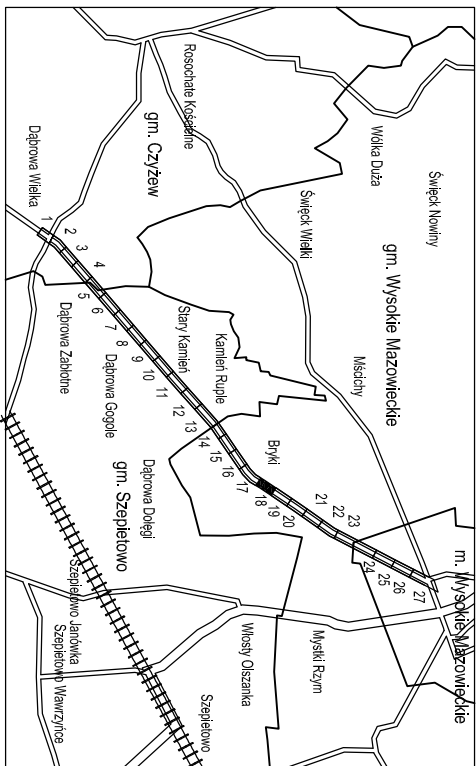 Święck Nowiny
Wólka Duża
gm. Wysokie Mazowieckie
m. Wysokie Mazowieckie
Rosochate Kościelne
Święck Wielki
Mścichy
gm. Czyżew
Dąbrowa Wielka
Kamień Ruple
Stary Kamień
Bryki
Dąbrowa Zabłotne
Dąbrowa Gogole
Dąbrowa Dołęgi
gm. Szepietowo
Mystki Rzym
Włosty Olszanka
Szepietowo Janówka
Szepietowo Wawrzyńce
Szepietowo
1
2
3
4
5
6
7
8
9
10
11
12
13
14
15
16
17
18
19
20
21
22
23
24
25
26
27